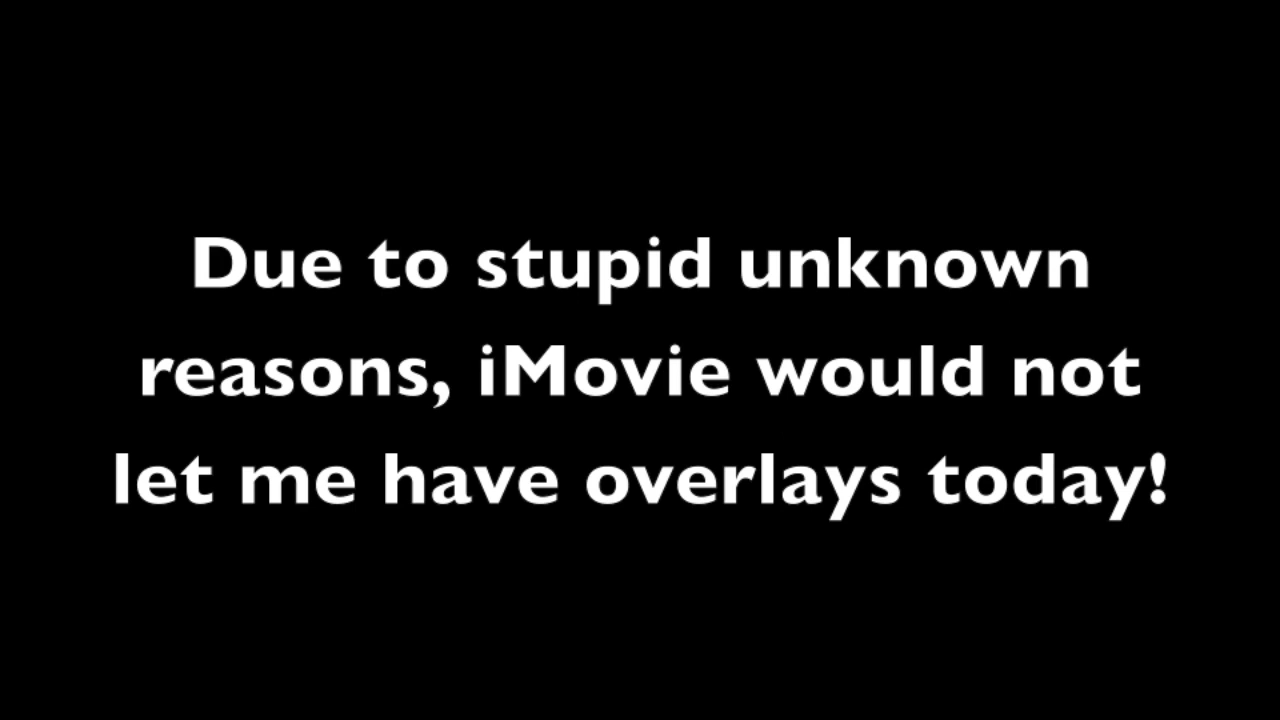 Due to stupid unknown
reasons, iMovie would not
let me have overlays today!